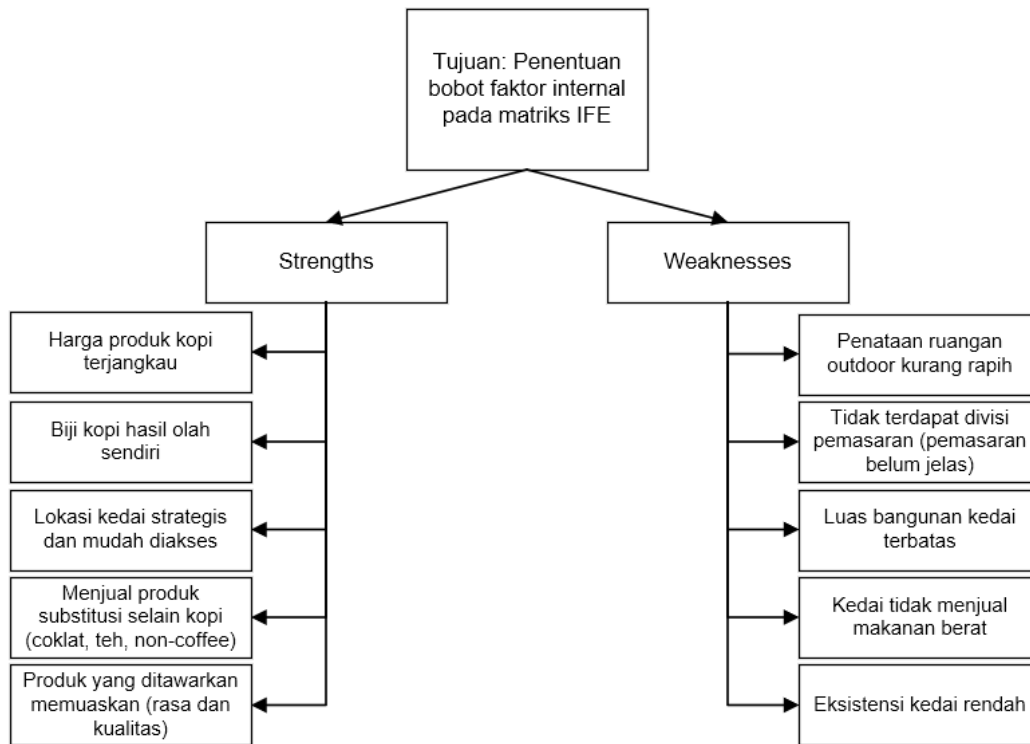 Tujuan: Penentuan
bobot faktor internal
pada matriks IFE
Strengths
Weaknesses
Harga produk kopi
terjangkau
Biji kopi hasil olah
sendiri
Lokasi kedai strategis
dan mudah diakses
Menjual produk
substitusi selain kopi
(coklat, teh, non-coffee)
Produk yang ditawarkan
memuaskan (rasa dan
kualitas)
Penataan ruangan
outdoor kurang rapih
Tidak terdapat divisi
pemasaran (pemasaran
belum jelas)
Luas bangunan kedai
terbatas
Kedai tidak menjual
makanan berat
Eksistensi kedai rendah